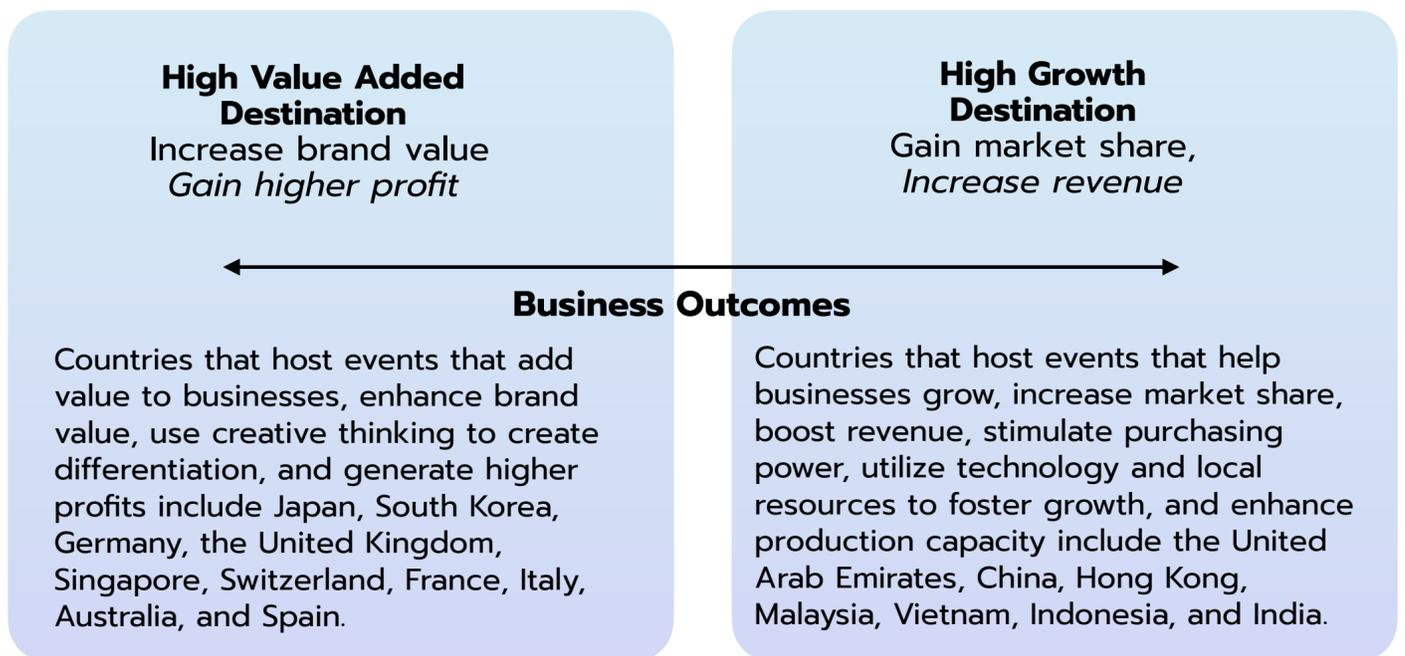 High Value Added
Destination
Increase brand value
Gain higher profit
High Growth
Destination
Gain market share,
Increase revenue
Business Outcomes
Countries that host events that add
value to businesses, enhance brand
value, use creative thinking to create
differentiation, and generate higher
profits include Japan, South Korea,
Germany, the United Kingdom,
Singapore, Switzerland, France, Italy,
Australia, and Spain.
Countries that host events that help
businesses grow, increase market share,
boost revenue, stimulate purchasing
power, utilize technology and local
resources to foster growth, and enhance
production capacity include the United
Arab Emirates, China, Hong Kong,
Malaysia, Vietnam, Indonesia, and India.